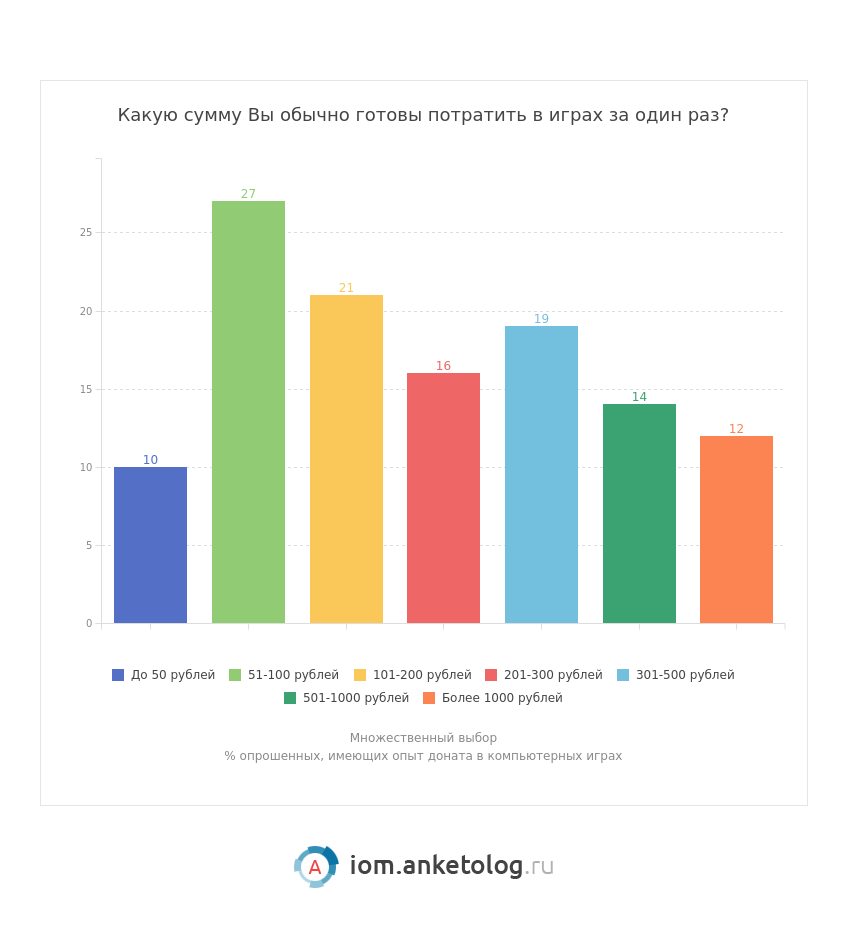 Какую сумму Вы обычно готовы потратить в играх за один раз?
27
25
21
20
19
16
15
14
12
10
10
5
0
До 50 рублей 51-100 рублей 101-200 рублей 201-300 рублей 301-500 рублей
501-1000 рублей Более 1000 рублей
Множественный выбор
% опрошенных, имеющих опыт доната в компьютерных играх
A iom.anketolog.ru